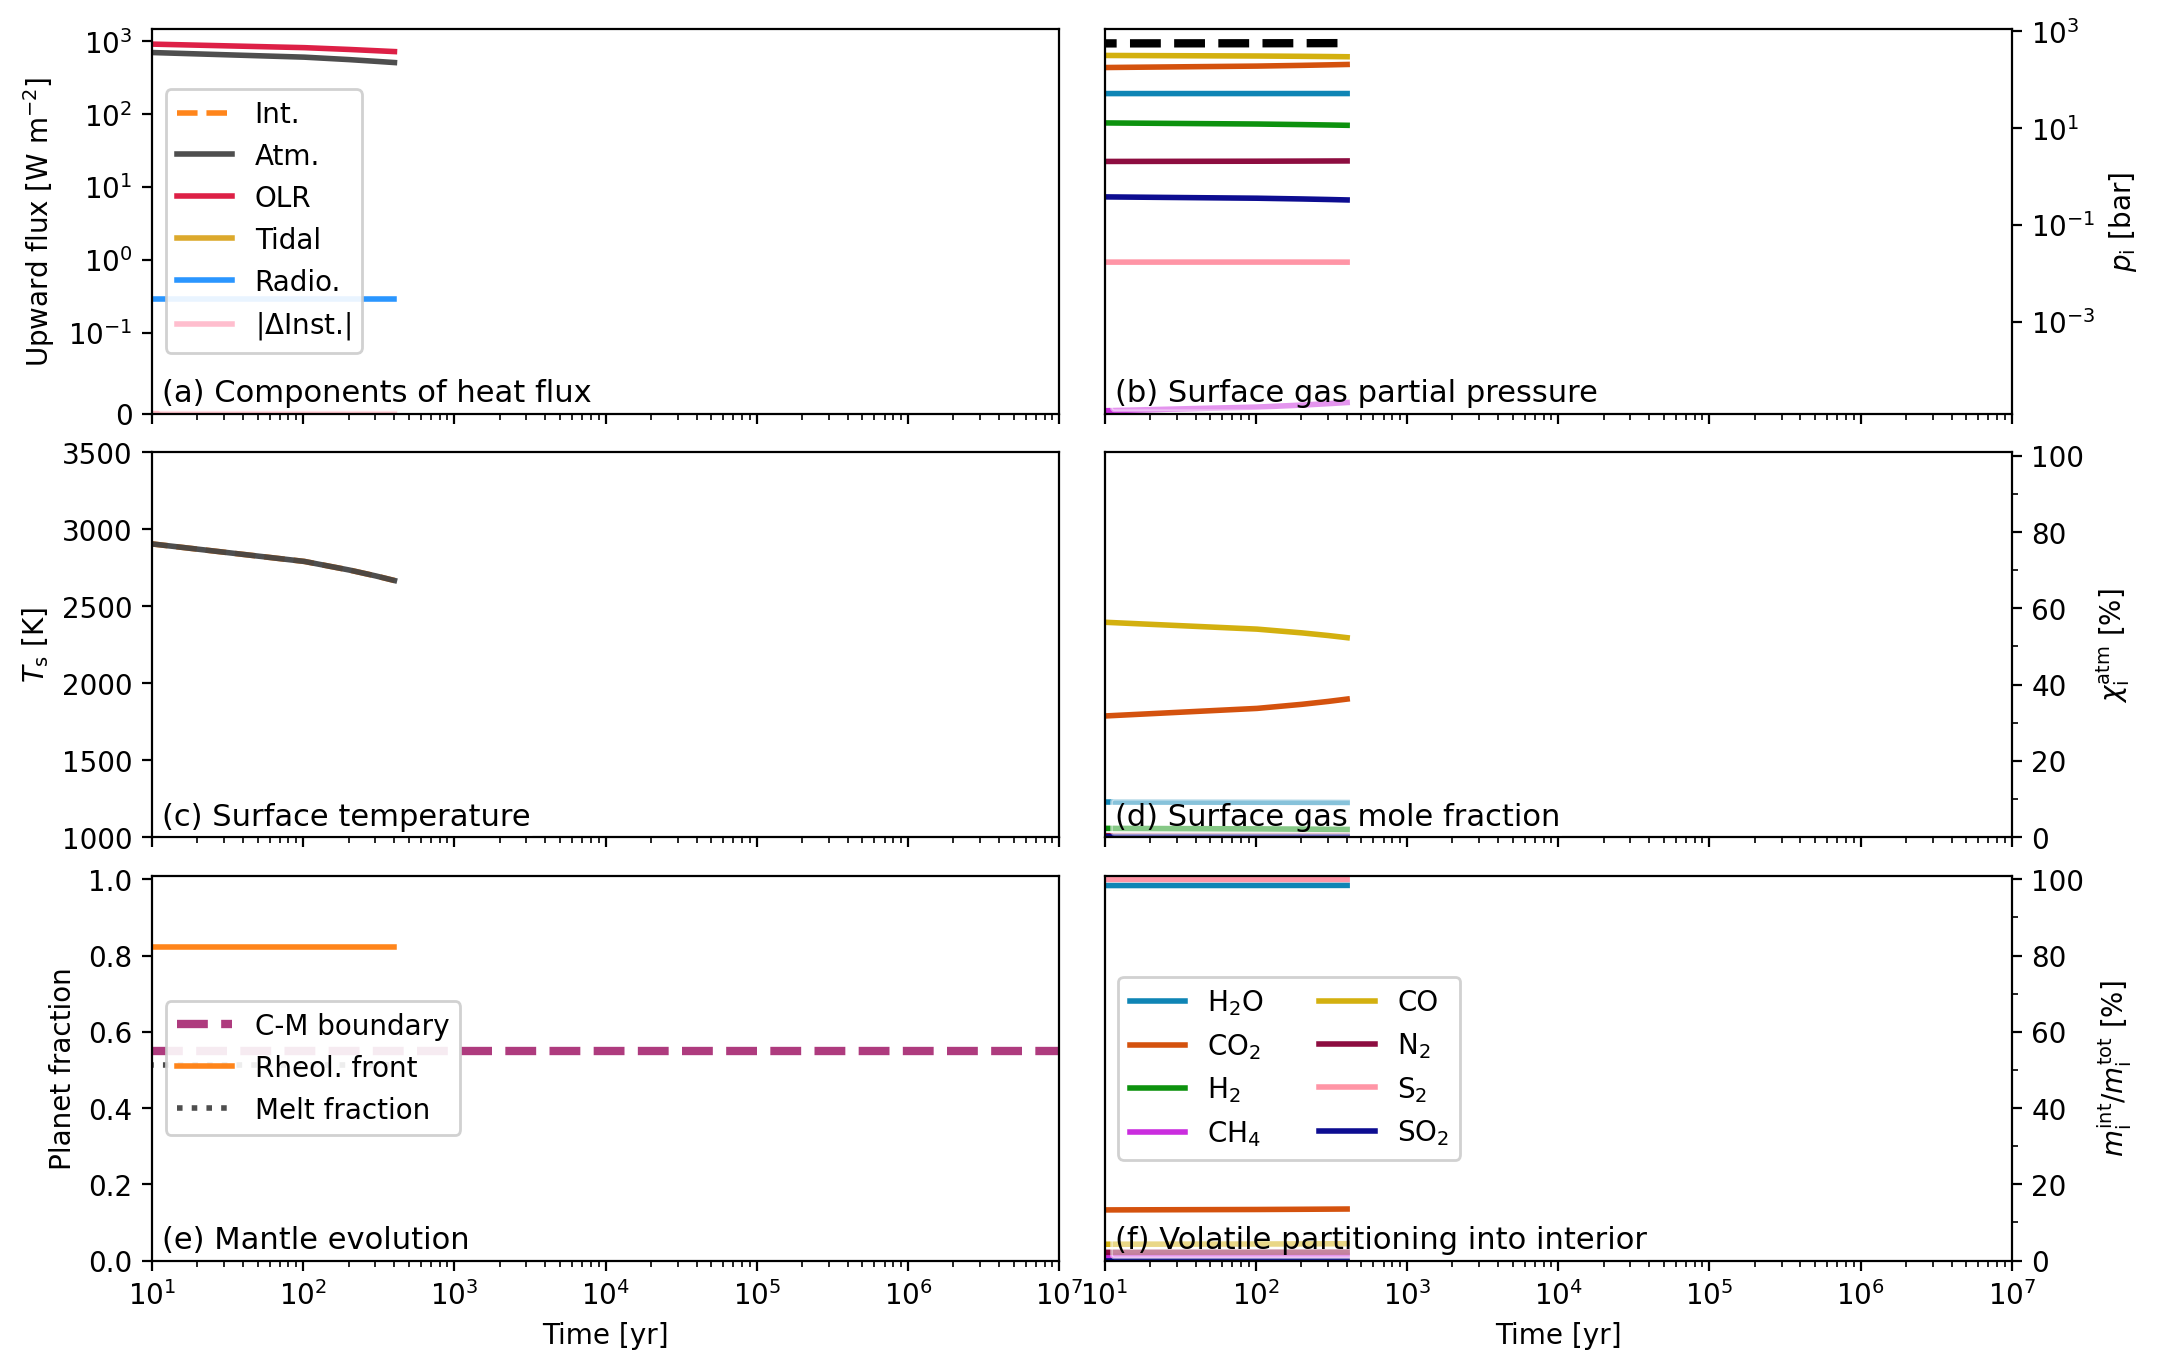 Upward flux [W m⁻²]
10³
10²
10¹
10⁰
10⁻¹
0
Int.
Atm.
OLR
Tidal
Radio.
|ΔInst.|
(a) Components of heat flux
10³
10¹
10⁻¹
10⁻³
pᵢ [bar]
(b) Surface gas partial pressure
Tₛ [K]
3500
3000
2500
2000
1500
1000
(c) Surface temperature
100
80
60
40
20
0
χᵢᵃᵗᵐ [%]
(d) Surface gas mole fraction
Planet fraction
1.0
0.8
0.6
0.4
0.2
0.0
C-M boundary
Rheol. front
Melt fraction
(e) Mantle evolution
10¹ 10² 10³ 10⁴ 10⁵ 10⁶ 10⁷
Time [yr]
100
80
60
40
20
0
mᵢⁱⁿᵗ/mᵢᵗᵒᵗ [%]
H₂O
CO₂
H₂
CH₄
CO
N₂
S₂
SO₂
(f) Volatile partitioning into interior
10¹ 10² 10³ 10⁴ 10⁵ 10⁶ 10⁷
Time [yr]